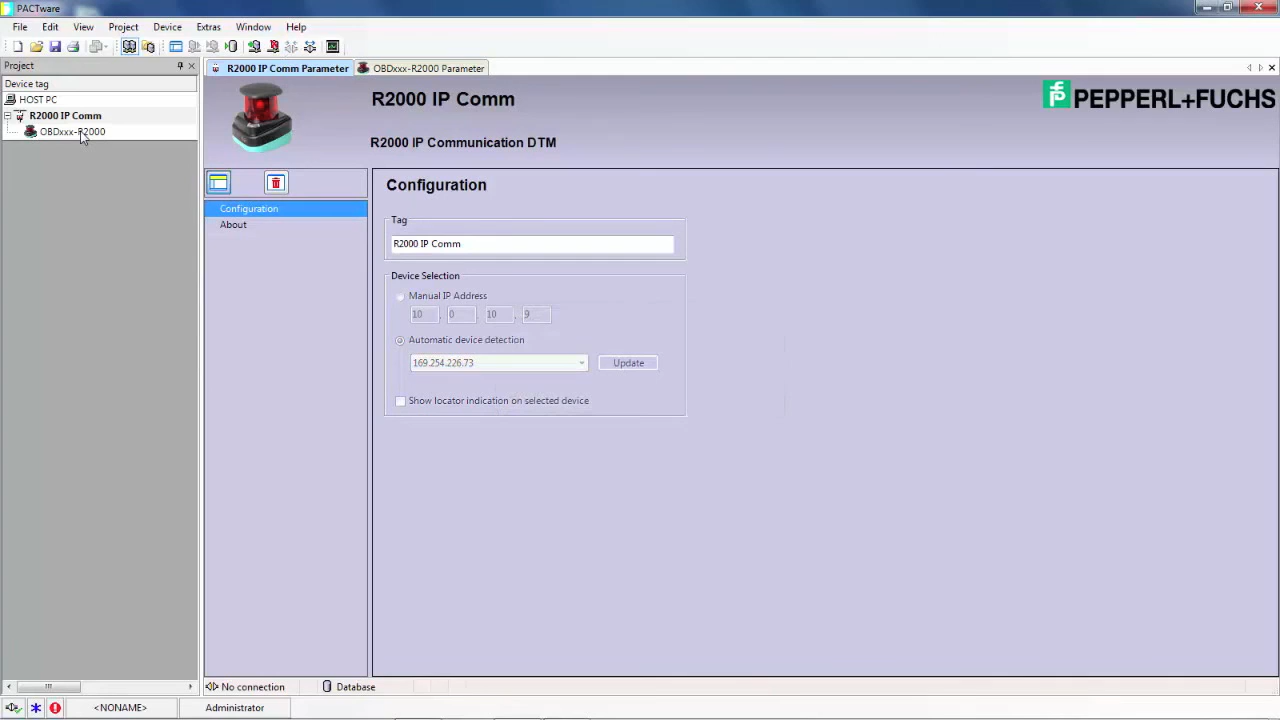 PACTware
File Edit View Project Device Extras Window Help
Project
Device tag
HOST PC
R2000 IP Comm
OBDxxx-R2000
R2000 IP Comm Parameter
OBDxxx-R2000 Parameter
R2000 IP Comm
R2000 IP Communication DTM
PEPPERL+FUCHS
Configuration
About
Configuration
Tag
R2000 IP Comm
Device Selection
Manual IP Address
10 . 0 . 10 . 9
Automatic device detection
169.254.226.73
Update
Show locator indication on selected device
No connection
Database
<NONAME>
Administrator